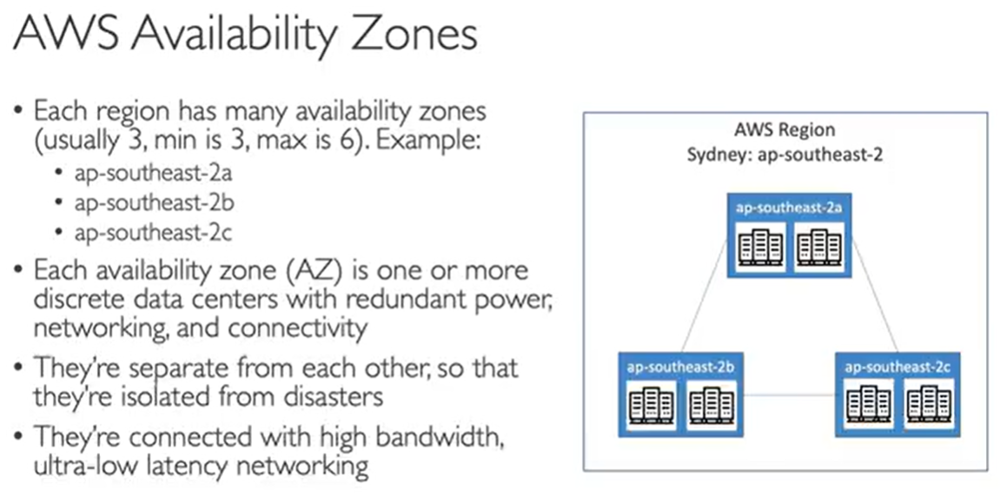 AWS Availability Zones
• Each region has many availability zones
(usually 3, min is 3, max is 6). Example:
• ap-southeast-2a
• ap-southeast-2b
• ap-southeast-2c
• Each availability zone (AZ) is one or more
discrete data centers with redundant power,
networking, and connectivity
• They're separate from each other, so that
they're isolated from disasters
• They're connected with high bandwidth,
ultra-low latency networking
AWS Region
Sydney: ap-southeast-2
ap-southeast-2a
ap-southeast-2b
ap-southeast-2c